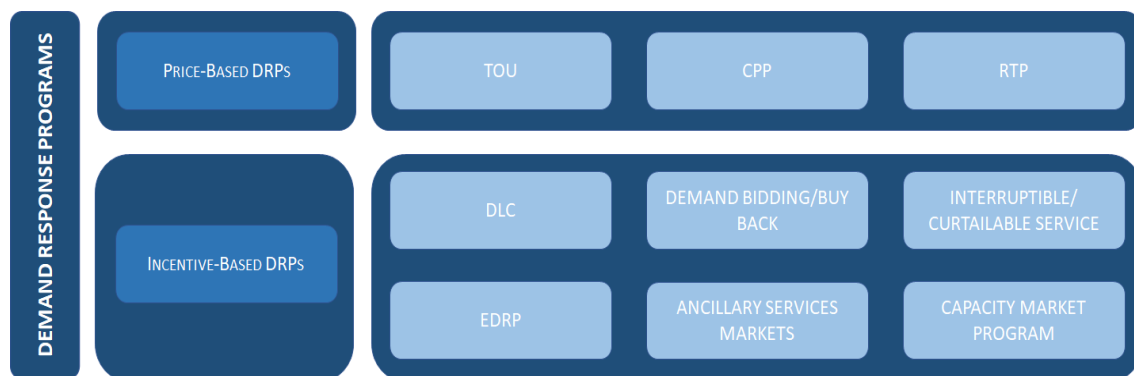 DEMAND RESPONSE PROGRAMS
PRICE-BASED DRPS
TOU
CPP
RTP
INCENTIVE-BASED DRPS
DLC
DEMAND BIDDING/BUY
BACK
INTERRUPTIBLE/
CURTAILABLE SERVICE
EDRP
ANCILLARY SERVICES
MARKETS
CAPACITY MARKET
PROGRAM